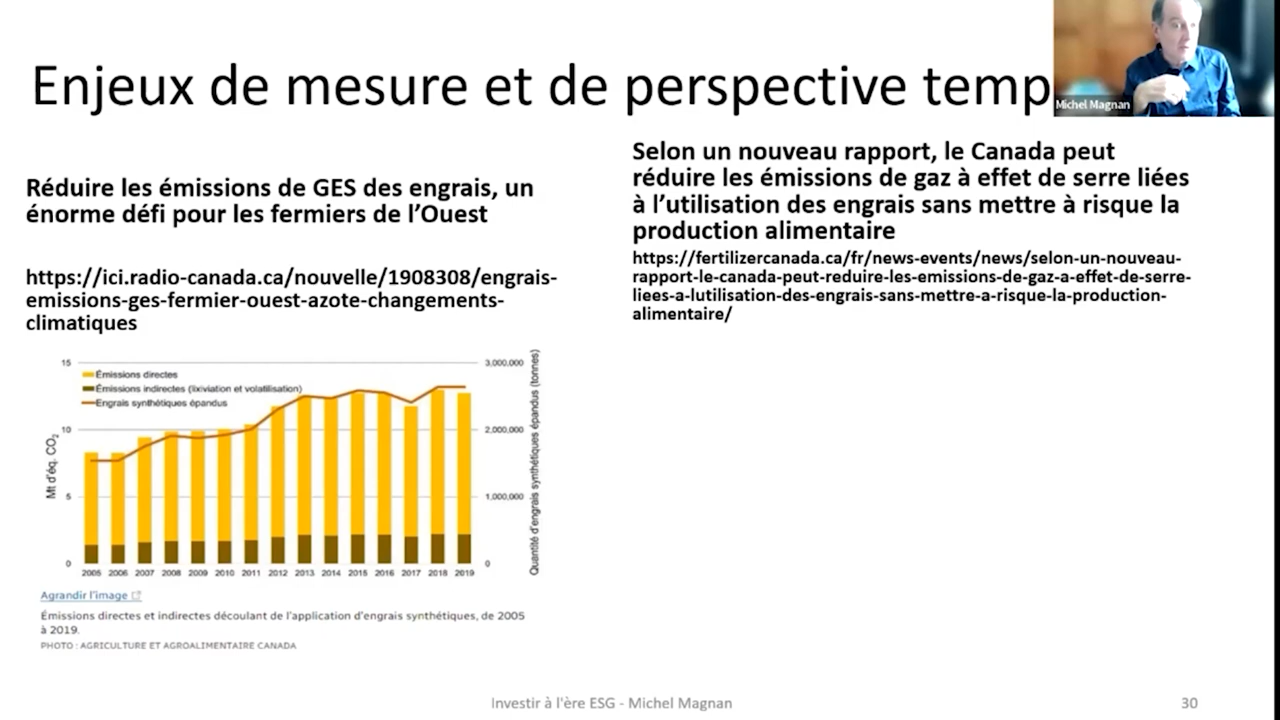 Enjeux de mesure et de perspective temp
Michel Magnan
Réduire les émissions de GES des engrais, un
énorme défi pour les fermiers de l’Ouest
https://ici.radio-canada.ca/nouvelle/1908308/engrais-
emissions-ges-fermier-ouest-azote-changements-
climatiques
Selon un nouveau rapport, le Canada peut
réduire les émissions de gaz à effet de serre liées
à l’utilisation des engrais sans mettre à risque la
production alimentaire
https://fertilizercanada.ca/fr/news-events/news/selon-un-nouveau-
rapport-le-canada-peut-reduire-les-emissions-de-gaz-a-effet-de-serre-
liees-a-lutilisation-des-engrais-sans-mettre-a-risque-la-production-
alimentaire/
Mt d'éq. CO₂
15
10
5
0
Émissions directes
Émissions indirectes (lixiviation et volatilisation)
Engrais synthétiques épandus
3,000,000
2,000,000
1,000,000
0
Quantité d'engrais synthétiques épandus (tonnes)
2005 2006 2007 2008 2009 2010 2011 2012 2013 2014 2015 2016 2017 2018 2019
Agrandir l'image
Émissions directes et indirectes découlant de l'application d'engrais synthétiques, de 2005
à 2019.
PHOTO : AGRICULTURE ET AGROALIMENTAIRE CANADA
Investir à l'ère ESG - Michel Magnan
30